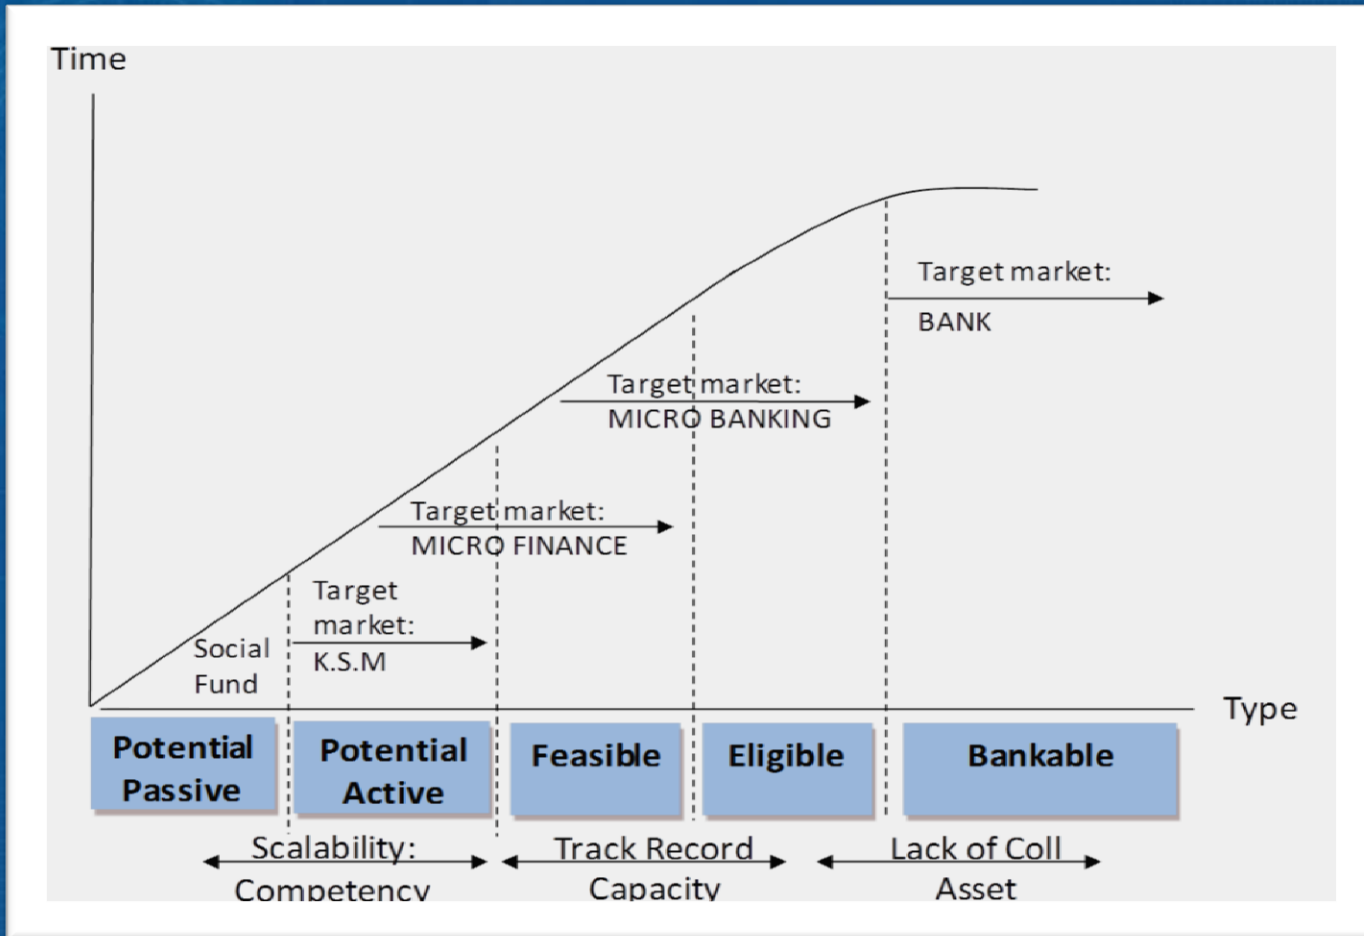 Time
Target market:
BANK
Target market:
MICRO BANKING
Target market:
MICRO FINANCE
Target
market:
K.S.M
Social
Fund
Type
Potential
Passive
Potential
Active
Feasible
Eligible
Bankable
Scalability:
Competency
Track Record
Capacity
Lack of Coll
Asset